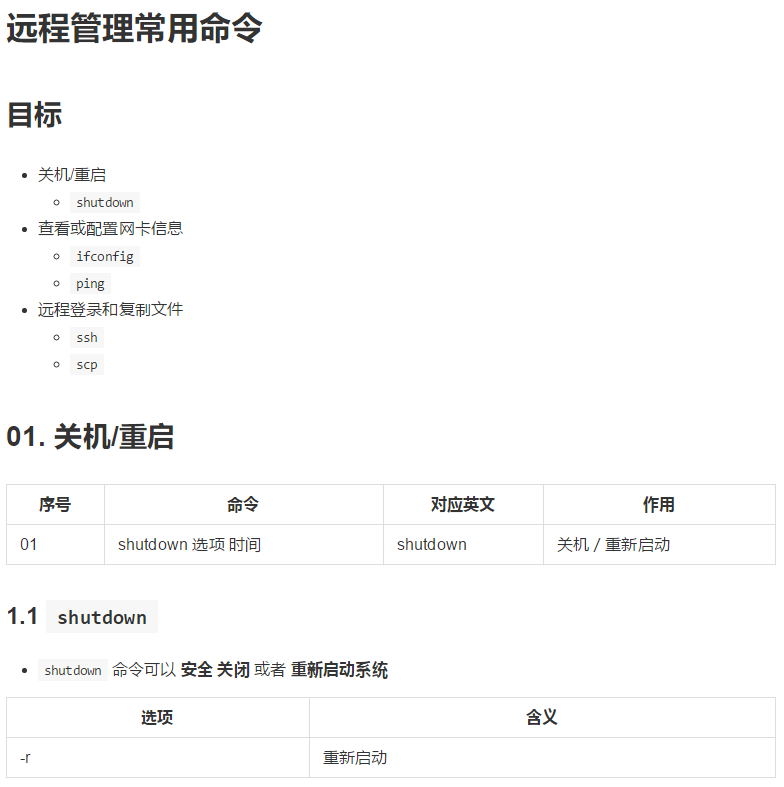 远程管理常用命令
目标
关机/重启
shutdown
查看或配置网卡信息
ifconfig
ping
远程登录和复制文件
ssh
scp
01. 关机/重启
序号 命令 对应英文 作用
01 shutdown 选项 时间 shutdown 关机 / 重新启动
1.1 shutdown
shutdown 命令可以 安全 关闭 或者 重新启动系统
选项 含义
-r 重新启动